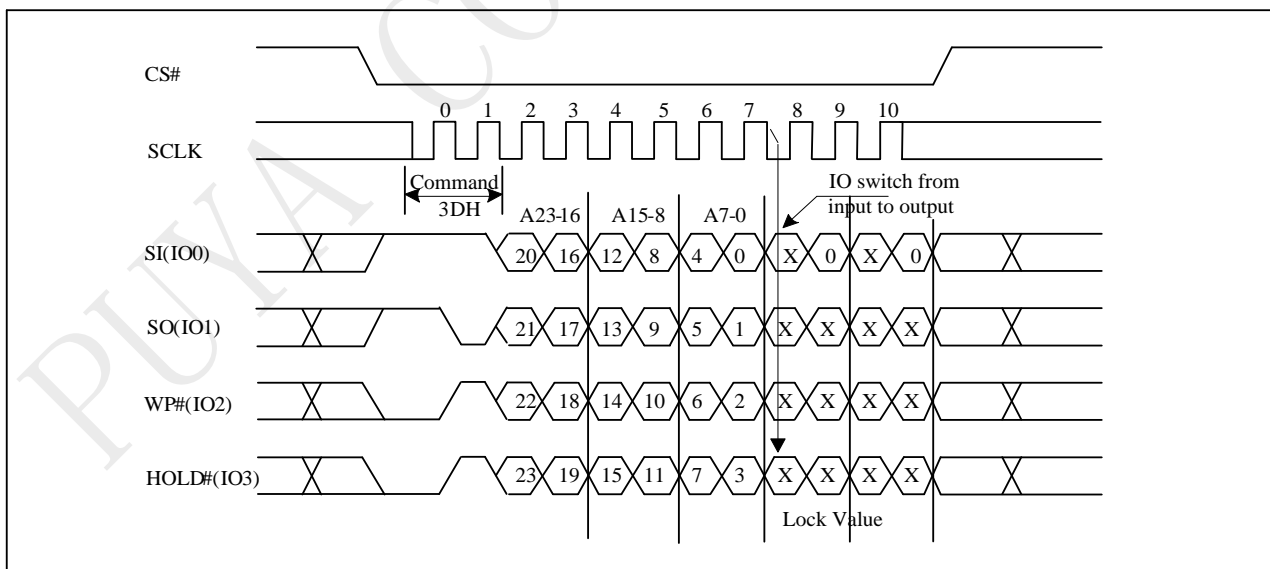 PUYA CO
CS#
0 1 2 3 4 5 6 7 8 9 10
SCLK
Command
3DH
IO switch from
input to output
A23-16 A15-8 A7-0
SI(IO0) 20 16 12 8 4 0 X 0 X 0
SO(IO1) 21 17 13 9 5 1 X X X X
WP#(IO2) 22 18 14 10 6 2 X X X X
HOLD#(IO3) 23 19 15 11 7 3 X X X X
Lock Value